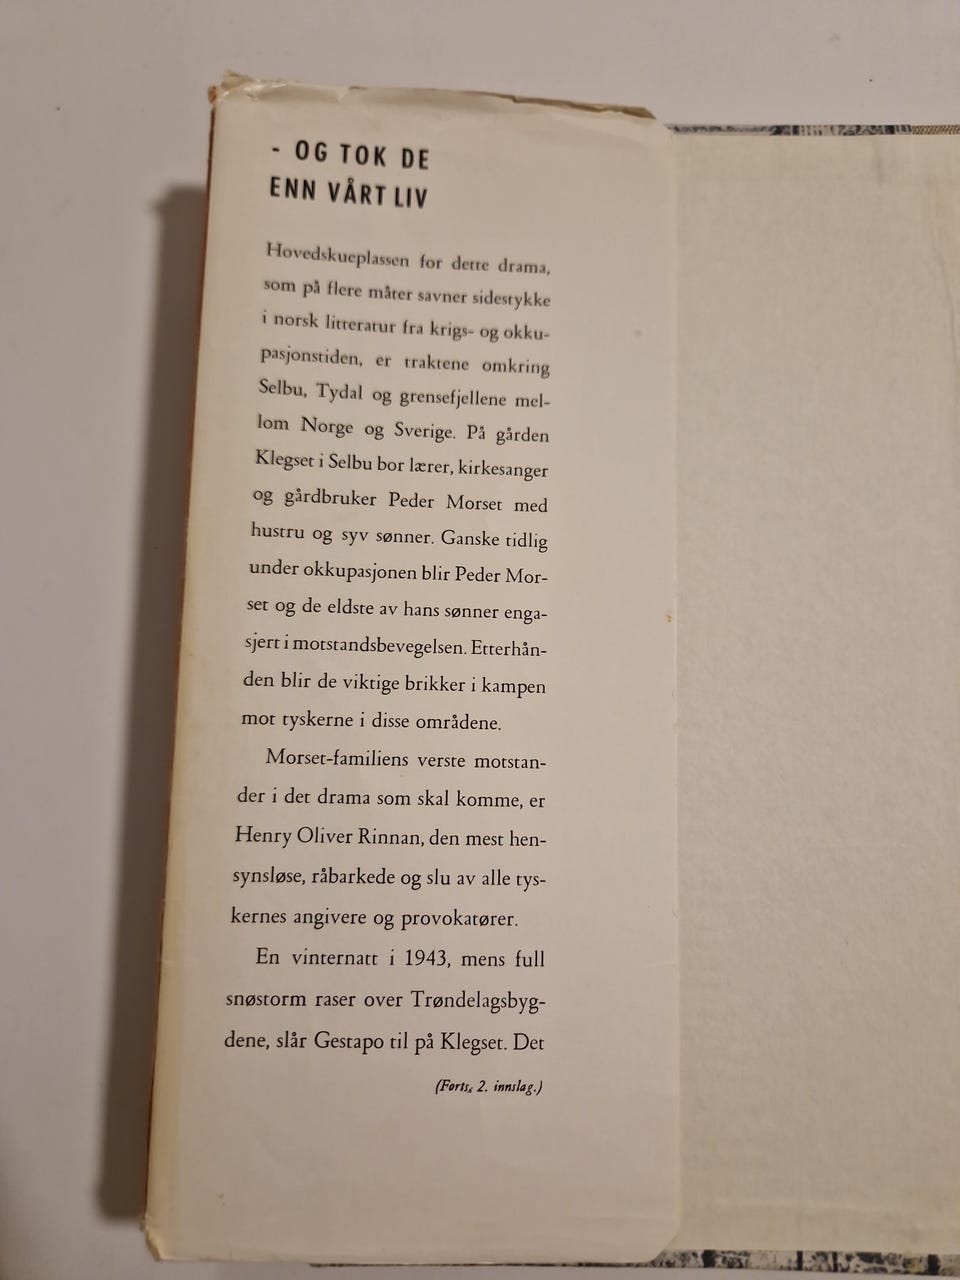 - OG TOK DE
ENN VÅRT LIV
Hovedskueplassen for dette drama,
som på flere måter savner sidestykke
i norsk litteratur fra krigs- og okku-
pasjonstiden, er traktene omkring
Selbu, Tydal og grensefjellene mel-
lom Norge og Sverige. På gården
Klegset i Selbu bor lærer, kirkesanger
og gårdbruker Peder Morset med
hustru og syv sønner. Ganske tidlig
under okkupasjonen blir Peder Mor-
set og de eldste av hans sønner enga-
sjert i motstandsbevegelsen. Etterhån-
den blir de viktige brikker i kampen
mot tyskerne i disse områdene.
Morset-familiens verste motstan-
der i det drama som skal komme, er
Henry Oliver Rinnan, den mest hen-
synsløse, råbarkede og slu av alle tys-
kernes angivere og provokatører.
En vinternatt i 1943, mens full
snøstorm raser over Trøndelagsbyg-
dene, slår Gestapo til på Klegset. Det
(Forts. 2. innslag.)